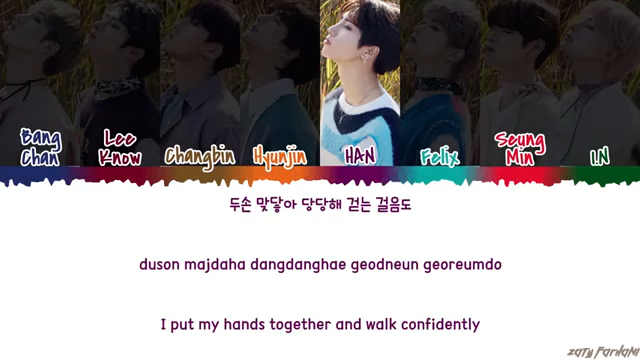 Bang Chan
Lee Know
Changbin
Hyunjin
HAN
Felix
Seung Min
I.N
두손 맞닿아 당당해 걷는 걸음도
duson majdaha dangdanghae geodneun georeumdo
I put my hands together and walk confidently
ZaTy FarHaNi